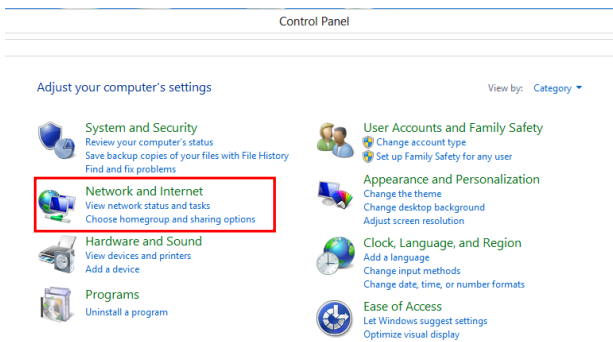 Control Panel
Adjust your computer's settings
View by: Category
System and Security
Review your computer's status
Save backup copies of your files with File History
Find and fix problems
Network and Internet
View network status and tasks
Choose homegroup and sharing options
Hardware and Sound
View devices and printers
Add a device
Programs
Uninstall a program
User Accounts and Family Safety
Change account type
Set up Family Safety for any user
Appearance and Personalization
Change the theme
Change desktop background
Adjust screen resolution
Clock, Language, and Region
Add a language
Change input methods
Change date, time, or number formats
Ease of Access
Let Windows suggest settings
Optimize visual display